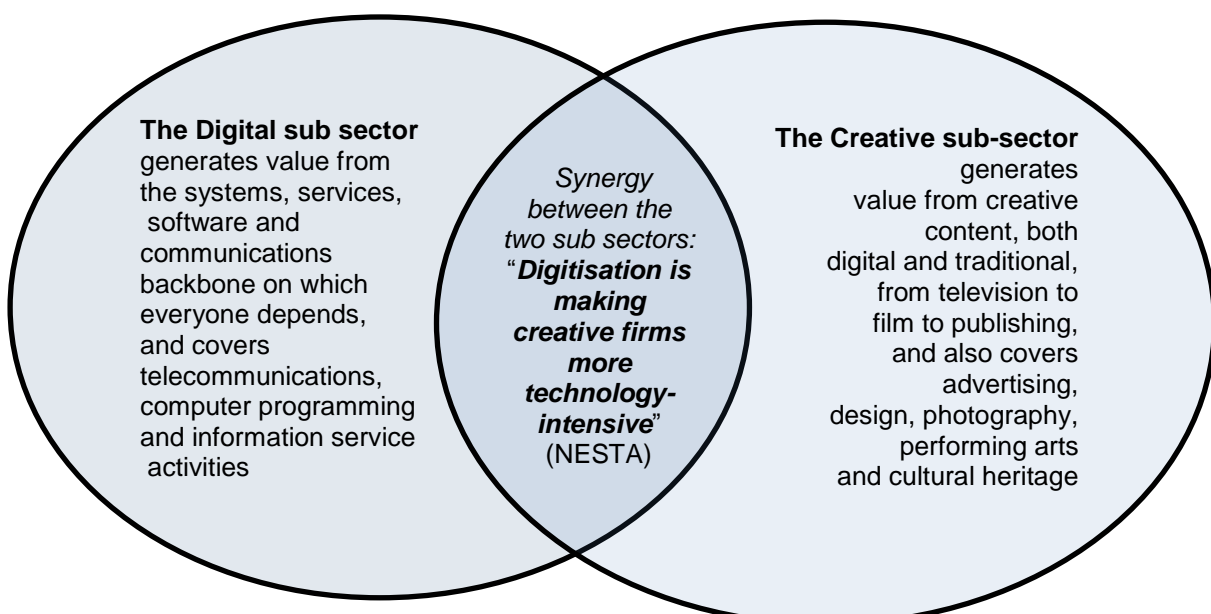 The Digital sub sector
generates value from
the systems, services,
software and
communications
backbone on which
everyone depends,
and covers
telecommunications,
computer programming
and information service
activities
Synergy
between the
two sub sectors:
“Digitisation is
making
creative firms
more
technology-
intensive”
(NESTA)
The Creative sub-sector
generates
value from creative
content, both
digital and traditional,
from television to
film to publishing,
and also covers
advertising,
design, photography,
performing arts
and cultural heritage